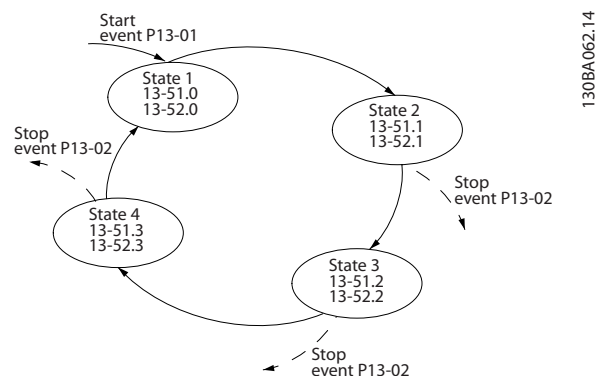 Start
event P13-01
State 1
13-51.0
13-52.0
State 2
13-51.1
13-52.1
Stop
event P13-02
Stop
event P13-02
State 4
13-51.3
13-52.3
State 3
13-51.2
13-52.2
Stop
event P13-02
130BA062.14